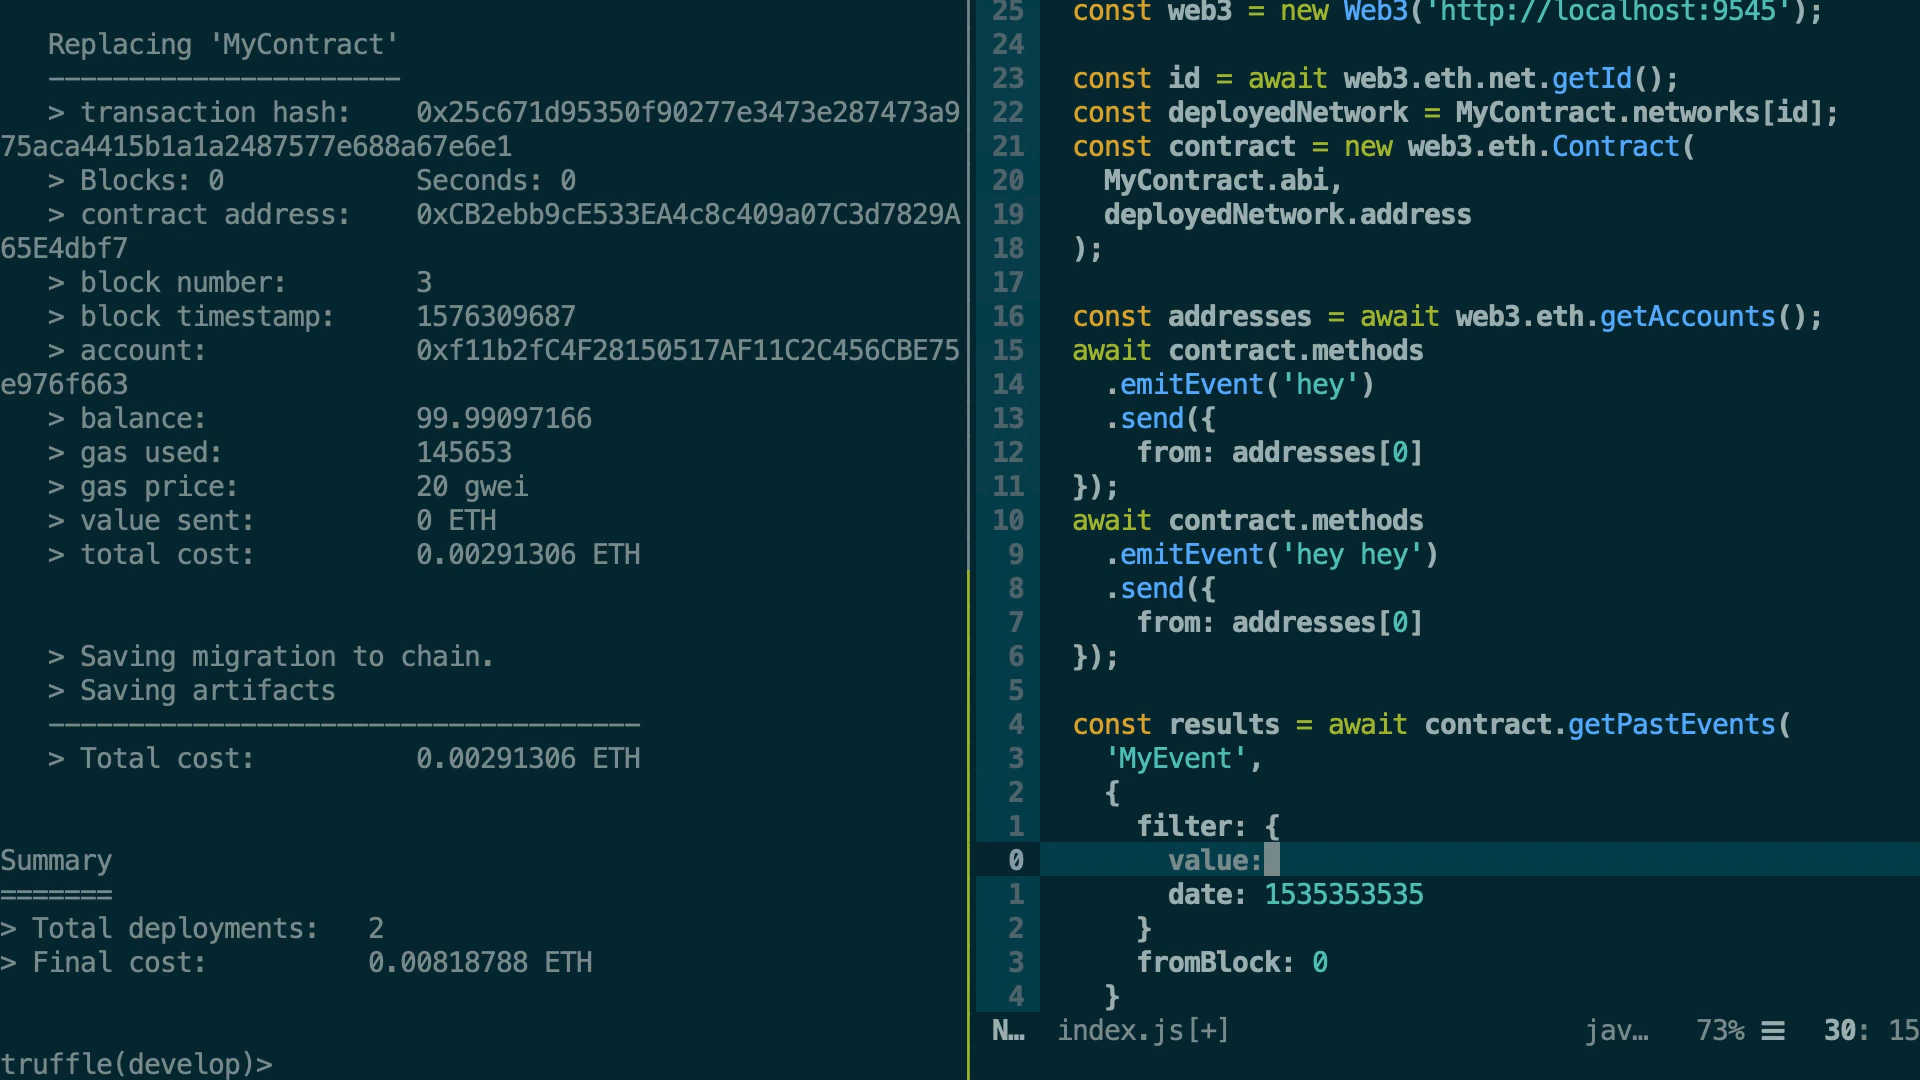 Replacing 'MyContract'
----------------------
> transaction hash:    0x25c671d95350f90277e3473e287473a9
75aca4415b1a1a2487577e688a67e6e1
> Blocks: 0            Seconds: 0
> contract address:    0xCB2ebb9cE533EA4c8c409a07C3d7829A
65E4dbf7
> block number:        3
> block timestamp:     1576309687
> account:             0xf11b2fC4F28150517AF11C2C456CBE75
e976f663
> balance:             99.99097166
> gas used:            145653
> gas price:           20 gwei
> value sent:          0 ETH
> total cost:          0.00291306 ETH
> Saving migration to chain.
> Saving artifacts
-------------------------------------
> Total cost:          0.00291306 ETH
Summary
=======
> Total deployments:   2
> Final cost:          0.00818788 ETH
truffle(develop)>
25 const web3 = new Web3('http://localhost:9545');
24
23 const id = await web3.eth.net.getId();
22 const deployedNetwork = MyContract.networks[id];
21 const contract = new web3.eth.Contract(
20   MyContract.abi,
19   deployedNetwork.address
18 );
17
16 const addresses = await web3.eth.getAccounts();
15 await contract.methods
14   .emitEvent('hey')
13   .send({
12     from: addresses[0]
11 });
10 await contract.methods
9   .emitEvent('hey hey')
8   .send({
7     from: addresses[0]
6 });
5
4 const results = await contract.getPastEvents(
3   'MyEvent',
2   {
1     filter: {
0       value:
1       date: 1535353535
2     }
3     fromBlock: 0
4   }
N… index.js[+] jav… 73% ☰ 30: 15